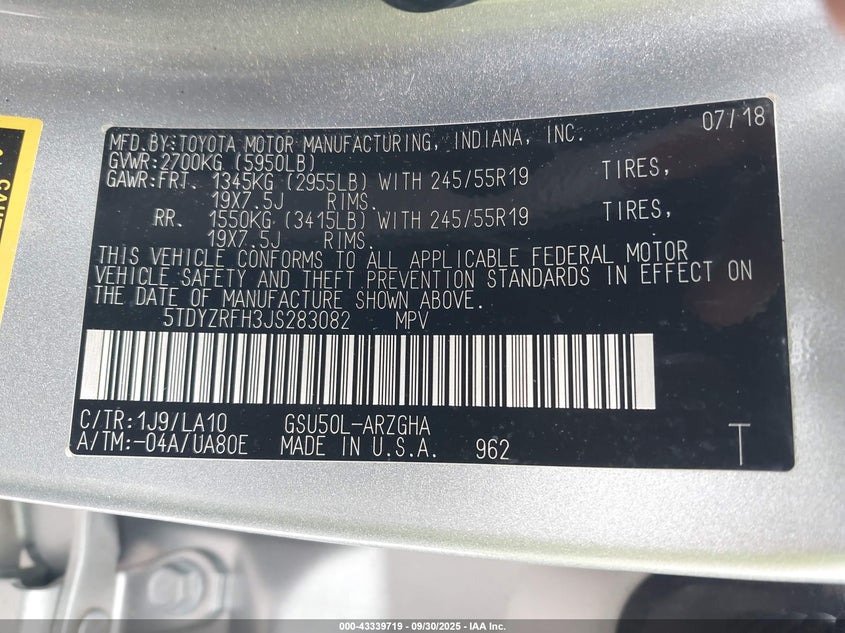 07/18
MFD.BY:TOYOTA MOTOR MANUFACTURING, INDIANA, INC.
GVWR:2700KG (5950LB)
GAWR:FRT. 1345KG (2955LB) WITH 245/55R19 TIRES,
19X7.5J RIMS.
RR. 1550KG (3415LB) WITH 245/55R19 TIRES,
19X7.5J RIMS.
THIS VEHICLE CONFORMS TO ALL APPLICABLE FEDERAL MOTOR
VEHICLE SAFETY AND THEFT PREVENTION STANDARDS IN EFFECT ON
THE DATE OF MANUFACTURE SHOWN ABOVE.
5TDYZRFH3JS283082 MPV
C/TR:1J9/LA10 GSU50L-ARZGHA
A/TM:-04A/UA80E MADE IN U.S.A. 962 T
000-43339719 - 09/30/2025 - IAA Inc.